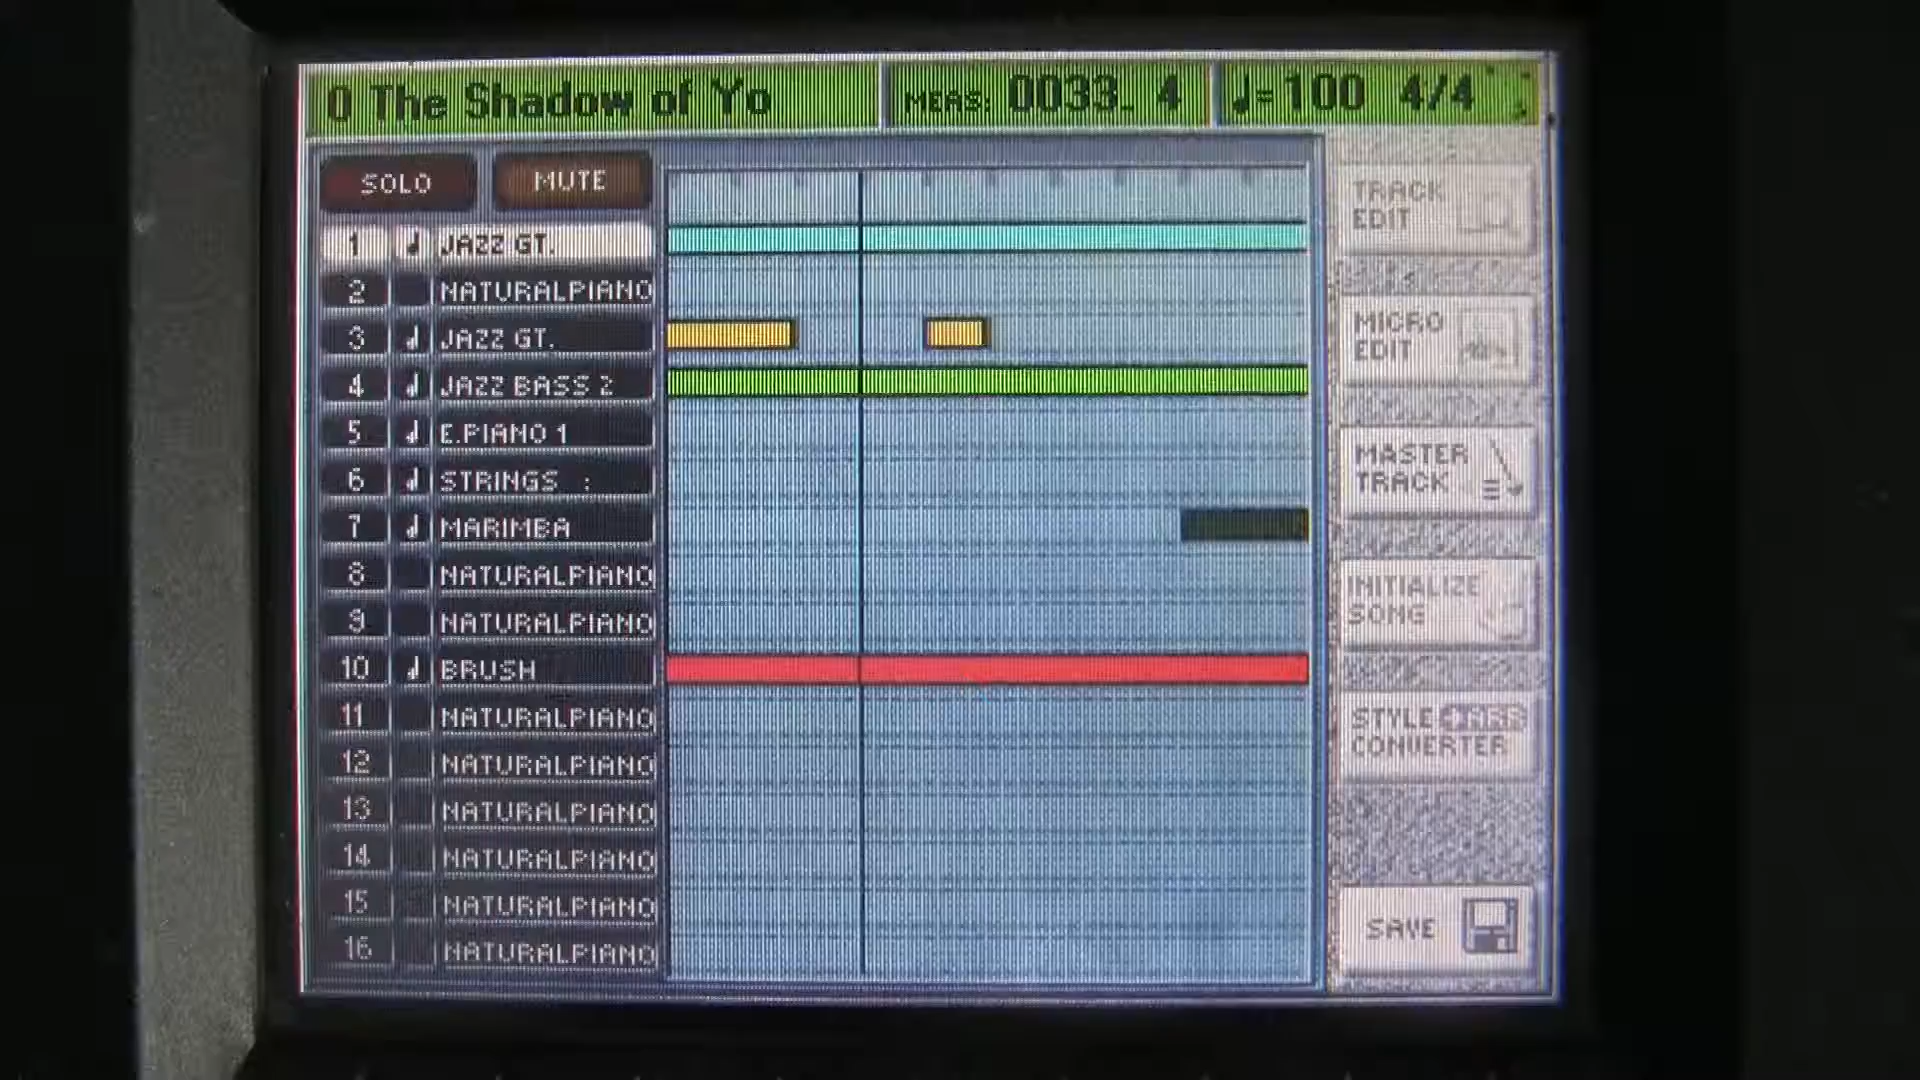 0 The Shadow of Yo MEAS: 0033. 4 ♩=100 4/4
SOLO MUTE
1 JAZZ GT.
2 NATURALPIANO
3 JAZZ GT.
4 JAZZ BASS 2
5 E.PIANO 1
6 STRINGS :
7 MARIMBA
8 NATURALPIANO
9 NATURALPIANO
10 BRUSH
11 NATURALPIANO
12 NATURALPIANO
13 NATURALPIANO
14 NATURALPIANO
15 NATURALPIANO
16 NATURALPIANO
TRACK
EDIT
MICRO
EDIT
MASTER
TRACK
INITIALIZE
SONG
STYLE
CONVERTER
SAVE